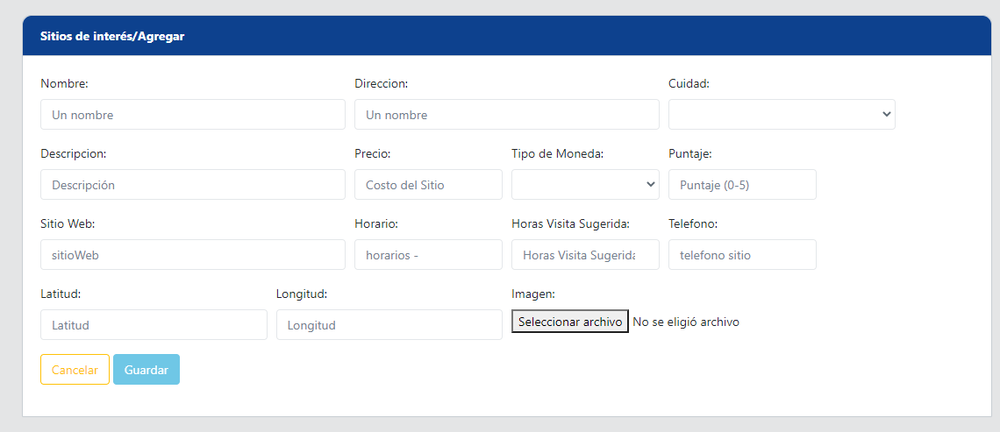 Sitios de interés/Agregar
Nombre: Direccion: Cuidad:
Un nombre Un nombre
Descripcion: Precio: Tipo de Moneda: Puntaje:
Descripción Costo del Sitio Puntaje (0-5)
Sitio Web: Horario: Horas Visita Sugerida: Telefono:
sitioWeb horarios - Horas Visita Sugerida telefono sitio
Latitud: Longitud: Imagen:
Latitud Longitud Seleccionar archivo No se eligió archivo
Cancelar Guardar